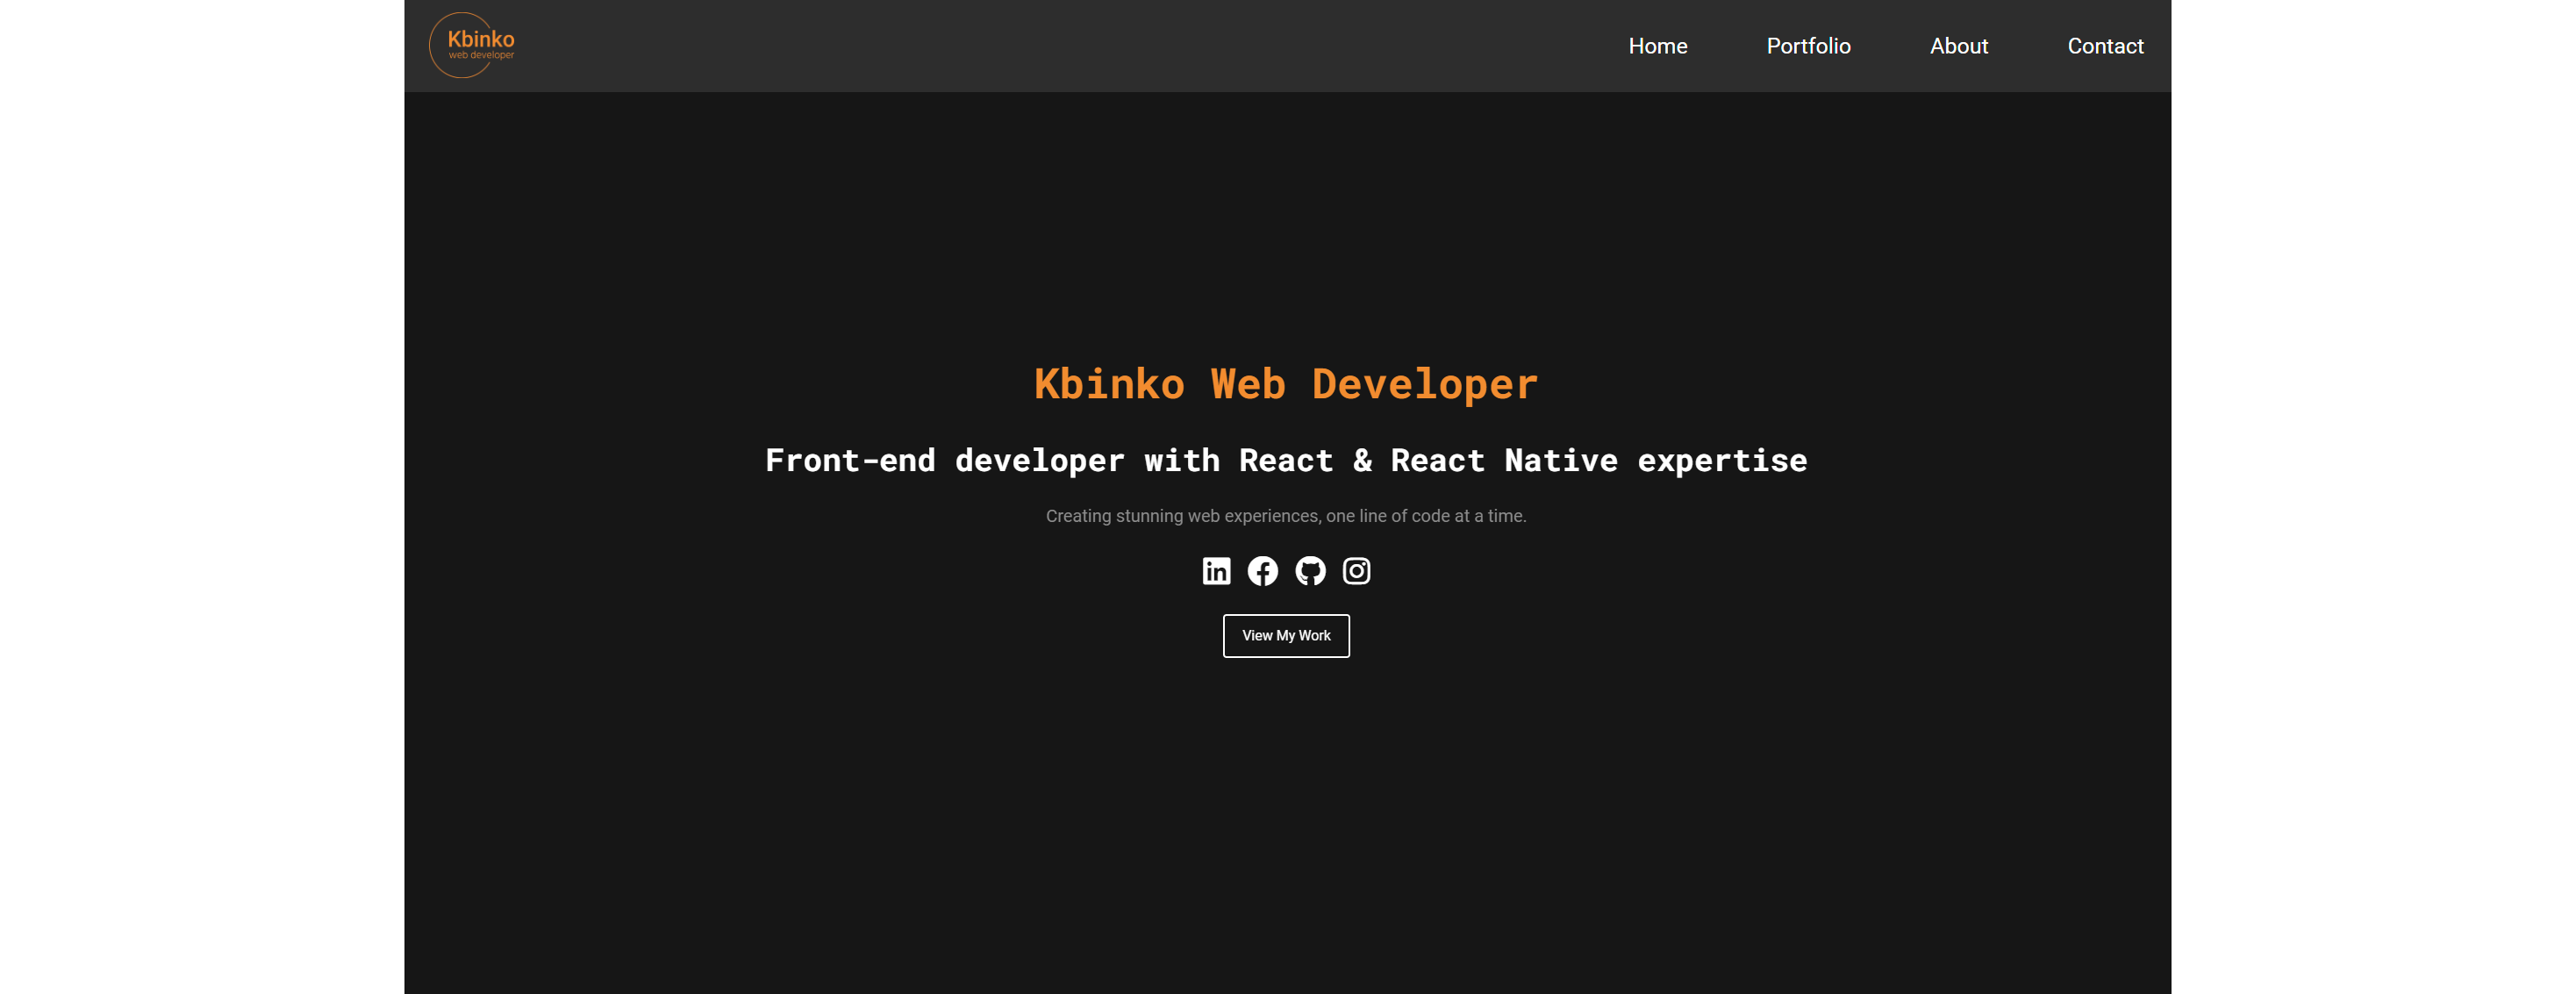 Kbinko
web developer
Home Portfolio About Contact
Kbinko Web Developer
Front-end developer with React & React Native expertise
Creating stunning web experiences, one line of code at a time.
in
View My Work